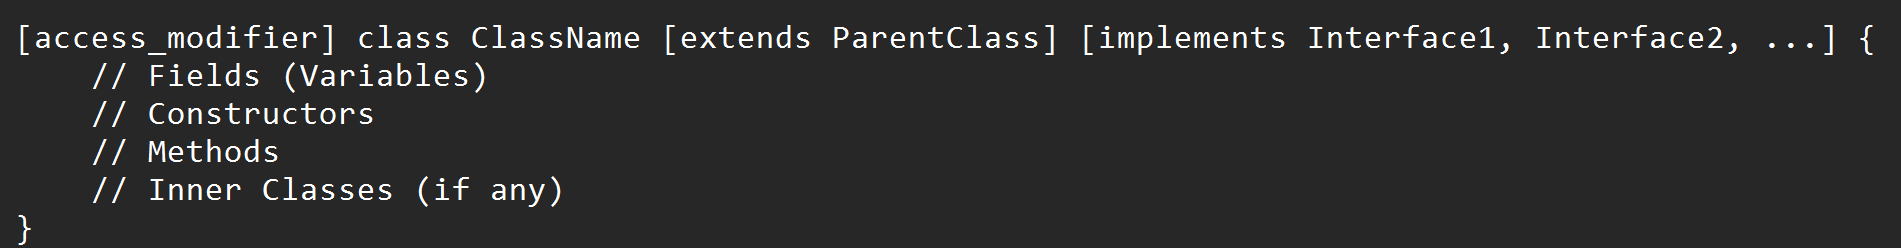 [access_modifier] class ClassName [extends ParentClass] [implements Interface1, Interface2, ...] {
    // Fields (Variables)
    // Constructors
    // Methods
    // Inner Classes (if any)
}